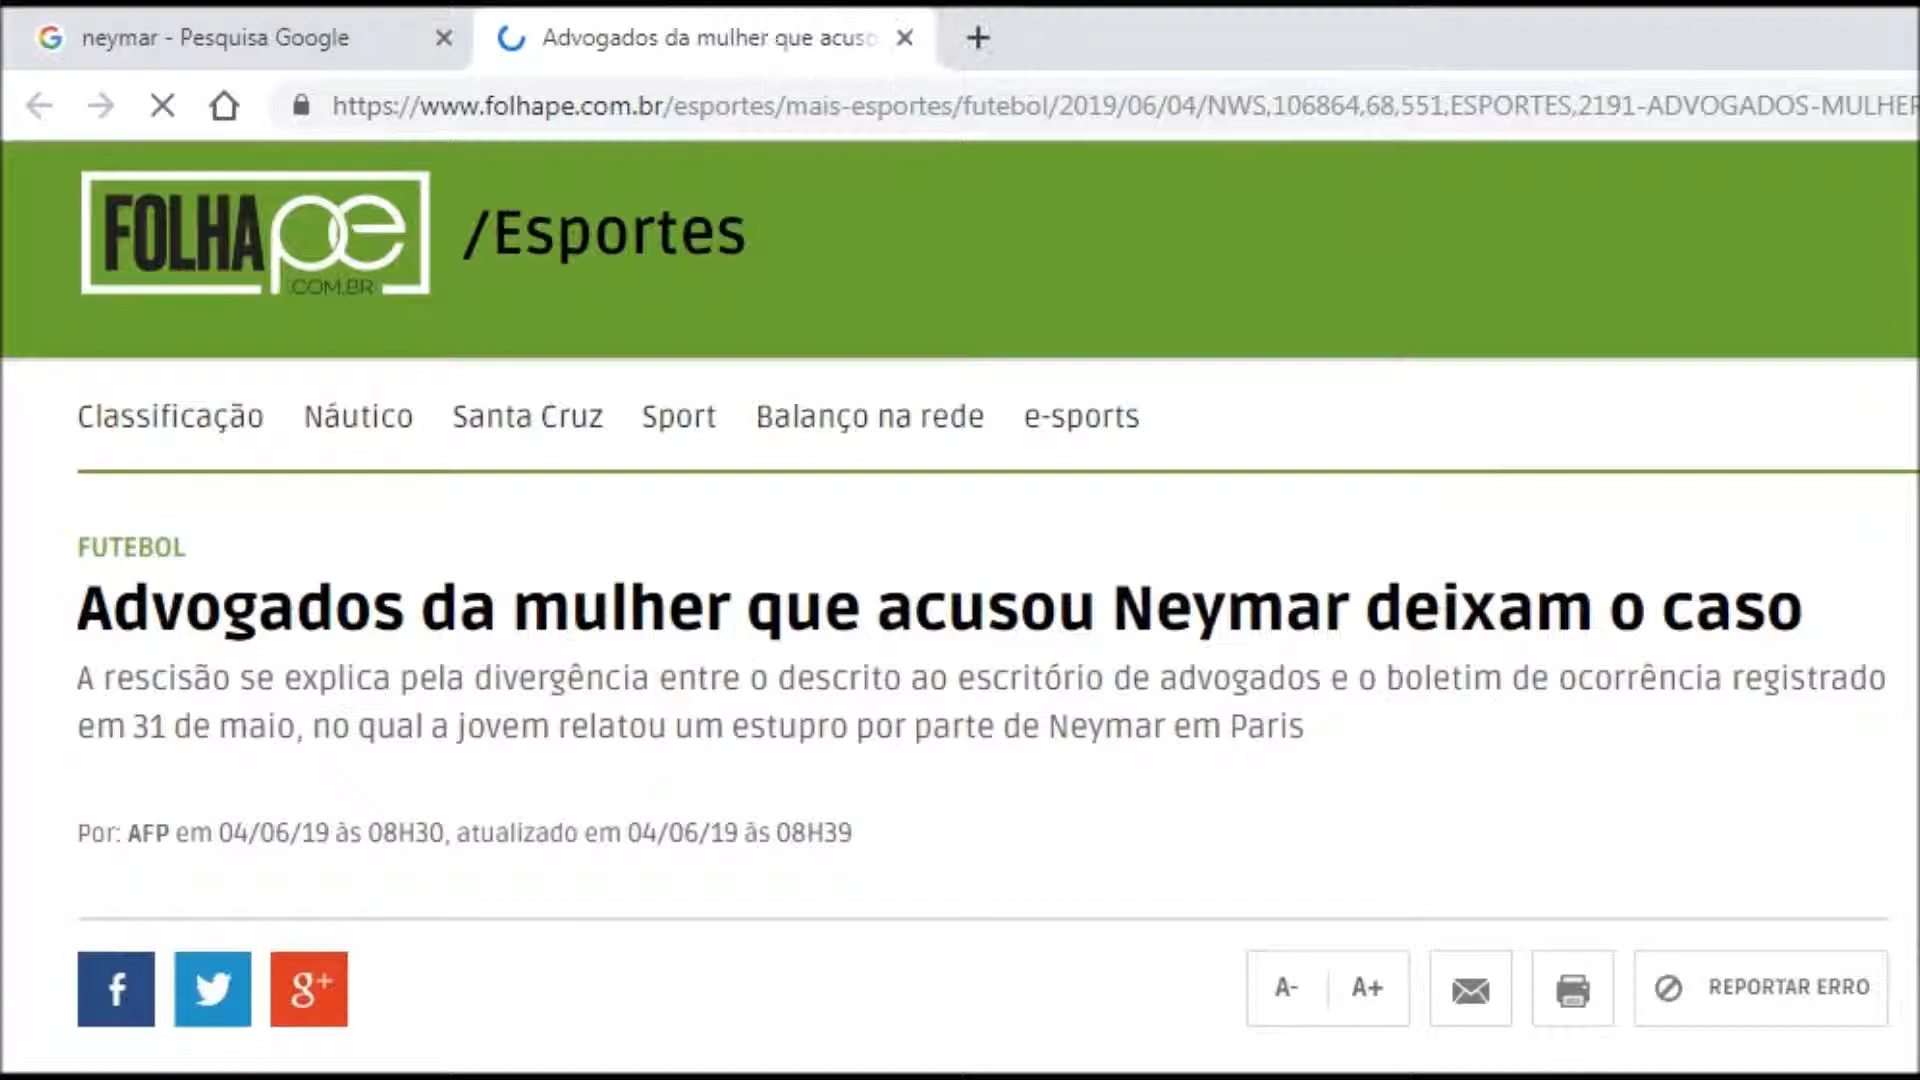 neymar - Pesquisa Google
Advogados da mulher que acuso
https://www.folhape.com.br/esportes/mais-esportes/futebol/2019/06/04/NWS,106864,68,551,ESPORTES,2191-ADVOGADOS-MULHER
FOLHA pe
.COM.BR
/Esportes
Classificação Náutico Santa Cruz Sport Balanço na rede e-sports
FUTEBOL
Advogados da mulher que acusou Neymar deixam o caso
A rescisão se explica pela divergência entre o descrito ao escritório de advogados e o boletim de ocorrência registrado
em 31 de maio, no qual a jovem relatou um estupro por parte de Neymar em Paris
Por: AFP em 04/06/19 às 08H30, atualizado em 04/06/19 às 08H39
A- A+ REPORTAR ERRO